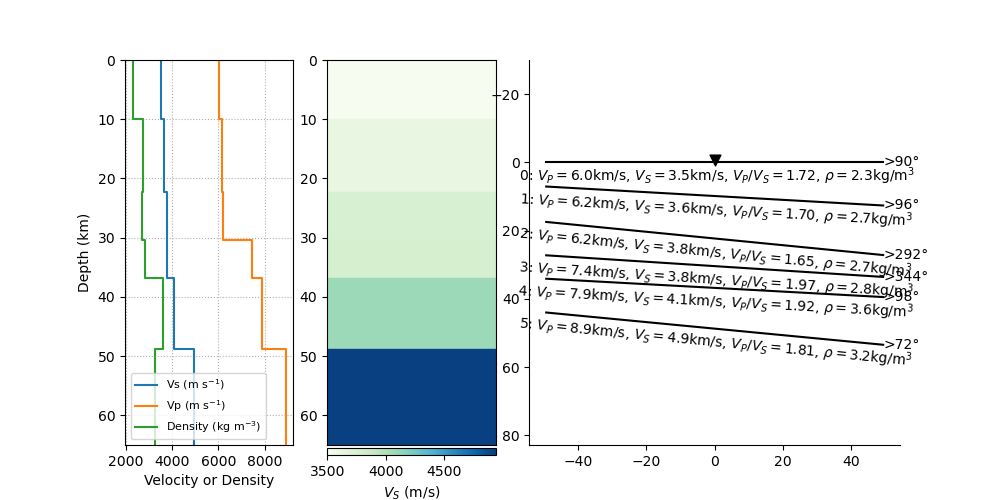 0
10
20
30
40
50
60
Depth (km)
2000 4000 6000 8000
Velocity or Density
Vs (m s⁻¹)
Vp (m s⁻¹)
Density (kg m⁻³)
0
10
20
30
40
50
60
3500 4000 4500
V_S (m/s)
−20
0
20
40
60
80
−40 −20 0 20 40
>90°
0: V_P = 6.0km/s, V_S = 3.5km/s, V_P/V_S = 1.72, ρ = 2.3kg/m³
>96°
1: V_P = 6.2km/s, V_S = 3.6km/s, V_P/V_S = 1.70, ρ = 2.7kg/m³
>292°
2: V_P = 6.2km/s, V_S = 3.8km/s, V_P/V_S = 1.65, ρ = 2.7kg/m³
>344°
3: V_P = 7.4km/s, V_S = 3.8km/s, V_P/V_S = 1.97, ρ = 2.8kg/m³
>98°
4: V_P = 7.9km/s, V_S = 4.1km/s, V_P/V_S = 1.92, ρ = 3.6kg/m³
>72°
5: V_P = 8.9km/s, V_S = 4.9km/s, V_P/V_S = 1.81, ρ = 3.2kg/m³